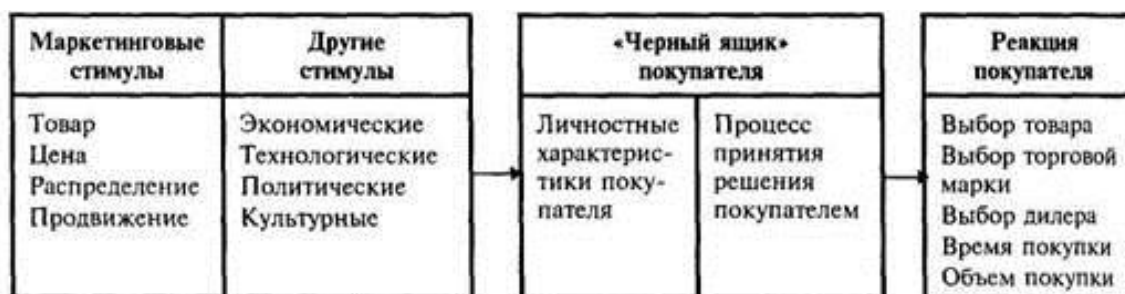 Маркетинговые
стимулы
Другие
стимулы
«Черный ящик»
покупателя
Реакция
покупателя
Товар
Цена
Распределение
Продвижение
Экономические
Технологические
Политические
Культурные
Личностные
характерис-
тики поку-
пателя
Процесс
принятия
решения
покупателем
Выбор товара
Выбор торговой
марки
Выбор дилера
Время покупки
Объем покупки